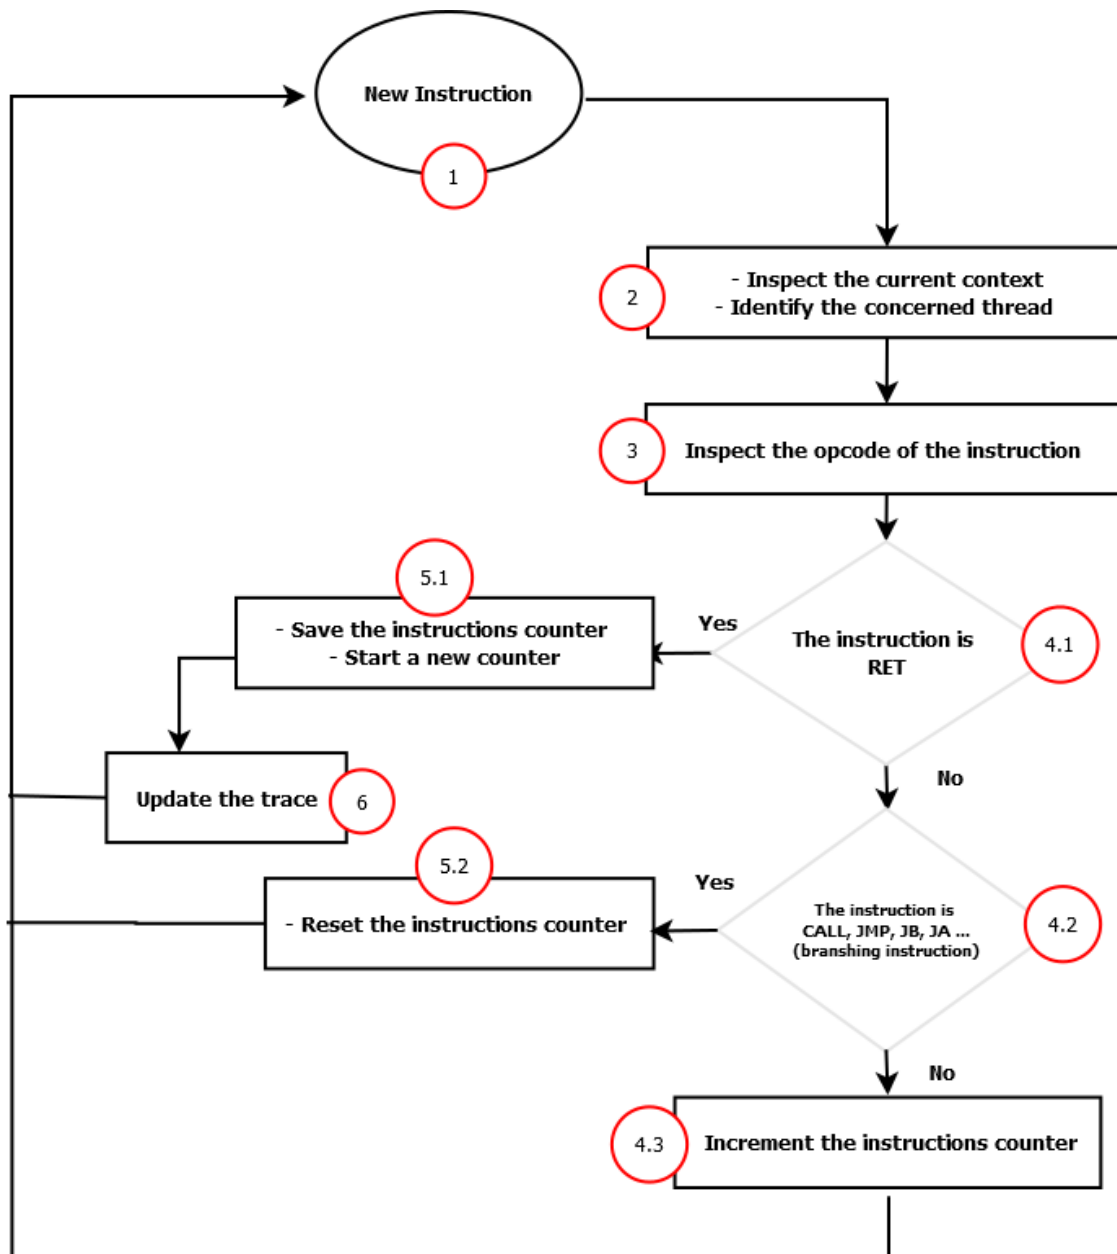 New Instruction
1
- Inspect the current context
- Identify the concerned thread
2
Inspect the opcode of the instruction
3
5.1
- Save the instructions counter
- Start a new counter
Yes
The instruction is
RET
4.1
No
Update the trace
6
5.2
- Reset the instructions counter
Yes
The instruction is
CALL, JMP, JB, JA ...
(branshing instruction)
4.2
No
4.3
Increment the instructions counter